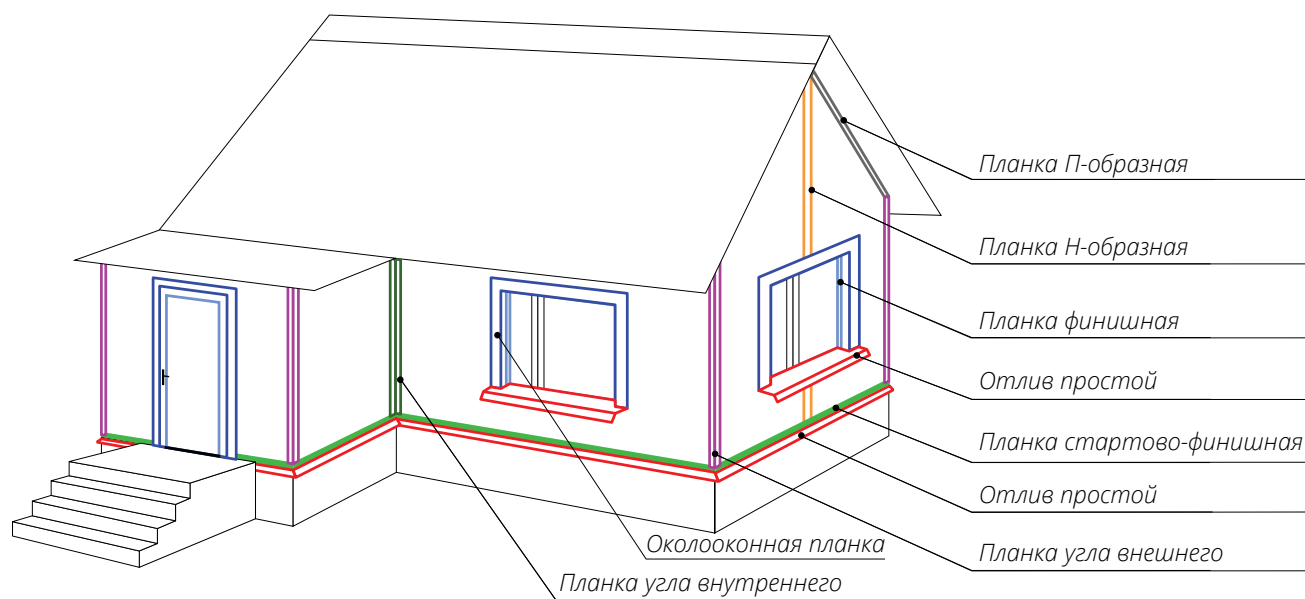 Планка П-образная
Планка Н-образная
Планка финишная
Отлив простой
Планка стартово-финишная
Отлив простой
Околооконная планка
Планка угла внешнего
Планка угла внутреннего